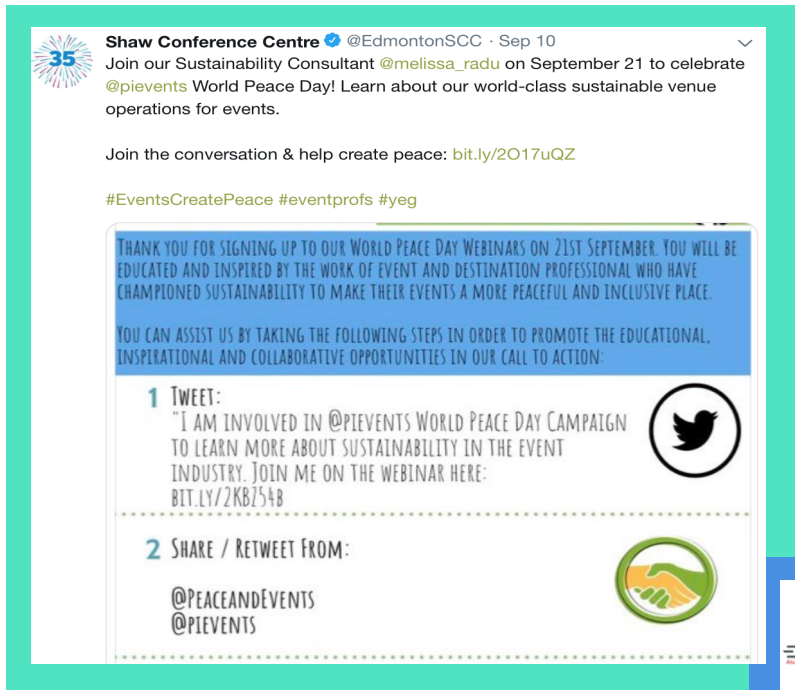 35
Shaw Conference Centre @EdmontonSCC · Sep 10
Join our Sustainability Consultant @melissa_radu on September 21 to celebrate
@pievents World Peace Day! Learn about our world-class sustainable venue
operations for events.
Join the conversation & help create peace: bit.ly/2O17uQZ
#EventsCreatePeace #eventprofs #yeg
THANK YOU FOR SIGNING UP TO OUR WORLD PEACE DAY WEBINARS ON 21ST SEPTEMBER. YOU WILL BE
EDUCATED AND INSPIRED BY THE WORK OF EVENT AND DESTINATION PROFESSIONAL WHO HAVE
CHAMPIONED SUSTAINABILITY TO MAKE THEIR EVENTS A MORE PEACEFUL AND INCLUSIVE PLACE.
YOU CAN ASSIST US BY TAKING THE FOLLOWING STEPS IN ORDER TO PROMOTE THE EDUCATIONAL,
INSPIRATIONAL AND COLLABORATIVE OPPORTUNITIES IN OUR CALL TO ACTION:
1 TWEET:
"I AM INVOLVED IN @PIEVENTS WORLD PEACE DAY CAMPAIGN
TO LEARN MORE ABOUT SUSTAINABILITY IN THE EVENT
INDUSTRY. JOIN ME ON THE WEBINAR HERE:
BIT.LY/2KBZ54B
2 SHARE / RETWEET FROM:
@PEACEANDEVENTS
@PIEVENTS